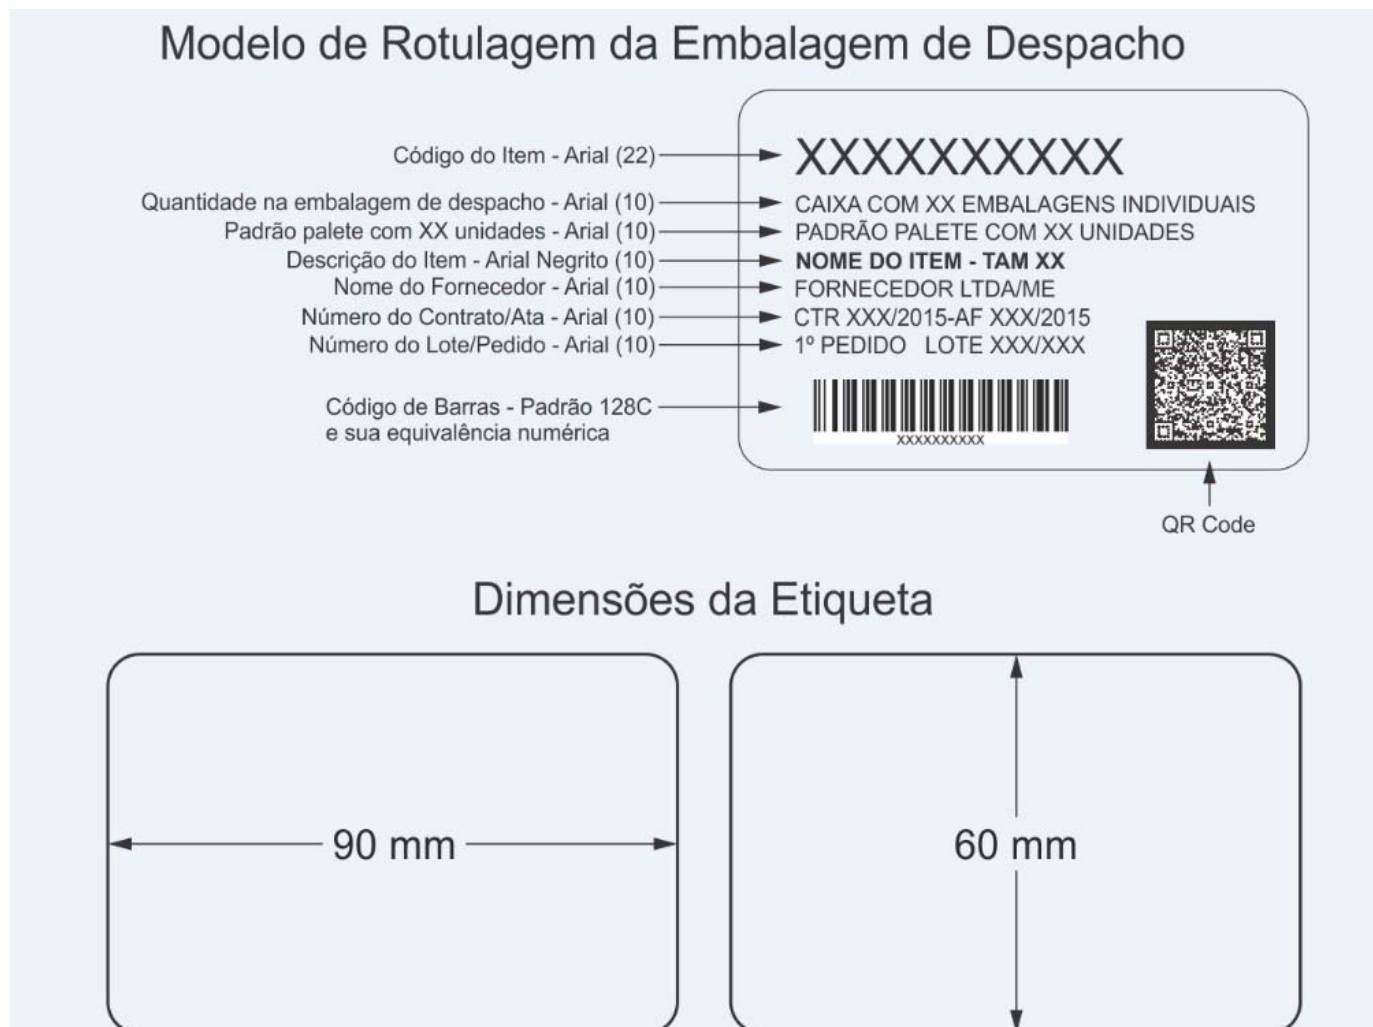 Modelo de Rotulagem da Embalagem de Despacho
Código do Item - Arial (22)
XXXXXXXXXX
Quantidade na embalagem de despacho - Arial (10)
CAIXA COM XX EMBALAGENS INDIVIDUAIS
Padrão palete com XX unidades - Arial (10)
PADRÃO PALETE COM XX UNIDADES
Descrição do Item - Arial Negrito (10)
NOME DO ITEM - TAM XX
Nome do Fornecedor - Arial (10)
FORNECEDOR LTDA/ME
Número do Contrato/Ata - Arial (10)
CTR XXX/2015-AF XXX/2015
Número do Lote/Pedido - Arial (10)
1º PEDIDO LOTE XXX/XXX
Código de Barras - Padrão 128C
e sua equivalência numérica
XXXXXXXXXX
QR Code
Dimensões da Etiqueta
90 mm
60 mm